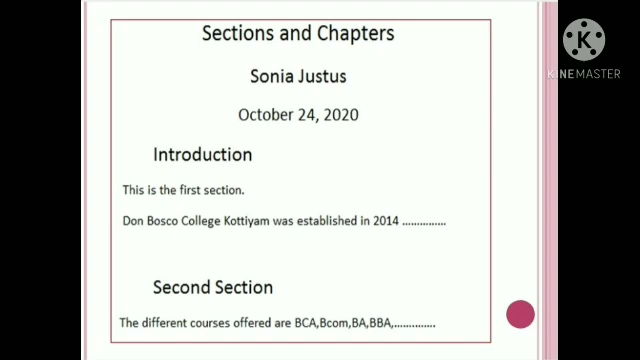 Sections and Chapters
Sonia Justus
October 24, 2020
Introduction
This is the first section.
Don Bosco College Kottiyam was established in 2014 ……………
Second Section
The different courses offered are BCA,Bcom,BA,BBA,…………..
K
KINEMASTER